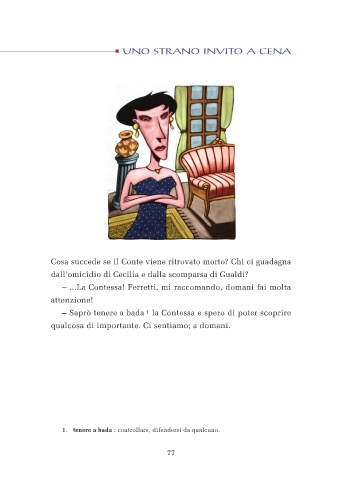 UNO STRANO INVITO A CENA
Cosa succede se il Conte viene ritrovato morto? Chi ci guadagna
dall'omicidio di Cecilia e dalla scomparsa di Gualdi?
– ...La Contessa! Ferretti, mi raccomando, domani fai molta
attenzione!
– Saprò tenere a bada 1 la Contessa e spero di poter scoprire
qualcosa di importante. Ci sentiamo; a domani.
1. tenere a bada : controllare, difendersi da qualcuno.
77